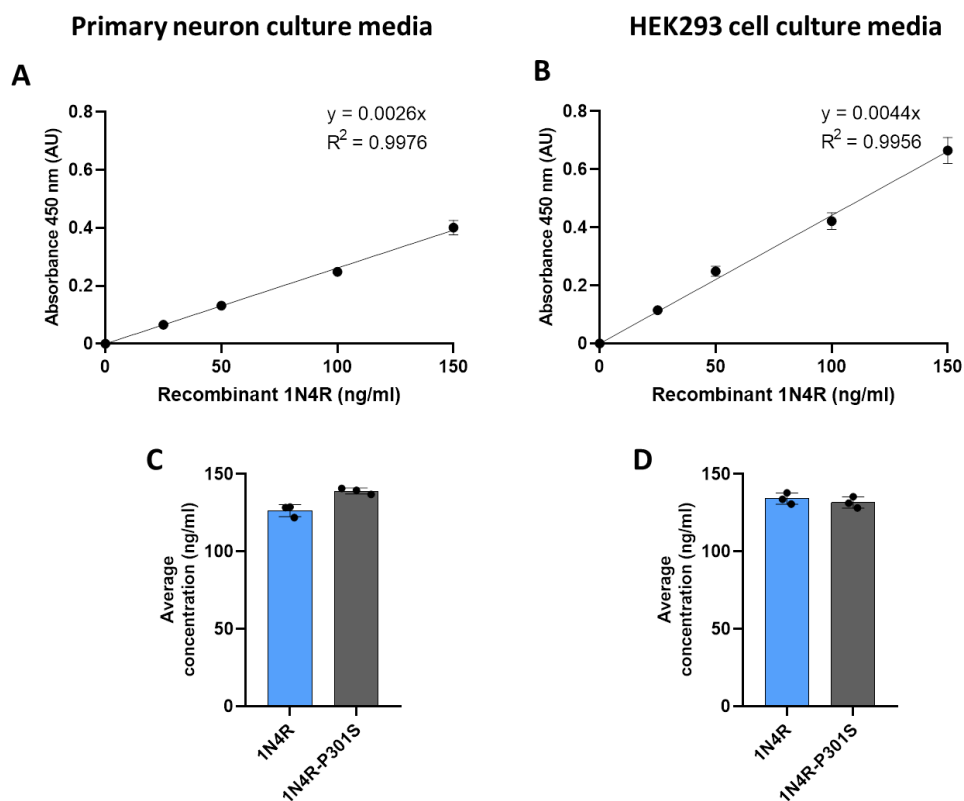 Primary neuron culture media
HEK293 cell culture media
A
y = 0.0026x
R² = 0.9976
Absorbance 450 nm (AU)
0.8
0.6
0.4
0.2
0
0 50 100 150
Recombinant 1N4R (ng/ml)
B
y = 0.0044x
R² = 0.9956
Absorbance 450 nm (AU)
0.8
0.6
0.4
0.2
0
0 50 100 150
Recombinant 1N4R (ng/ml)
C
Average
concentration (ng/ml)
150
100
50
0
1N4R
1N4R-P301S
D
Average
concentration (ng/ml)
150
100
50
0
1N4R
1N4R-P301S